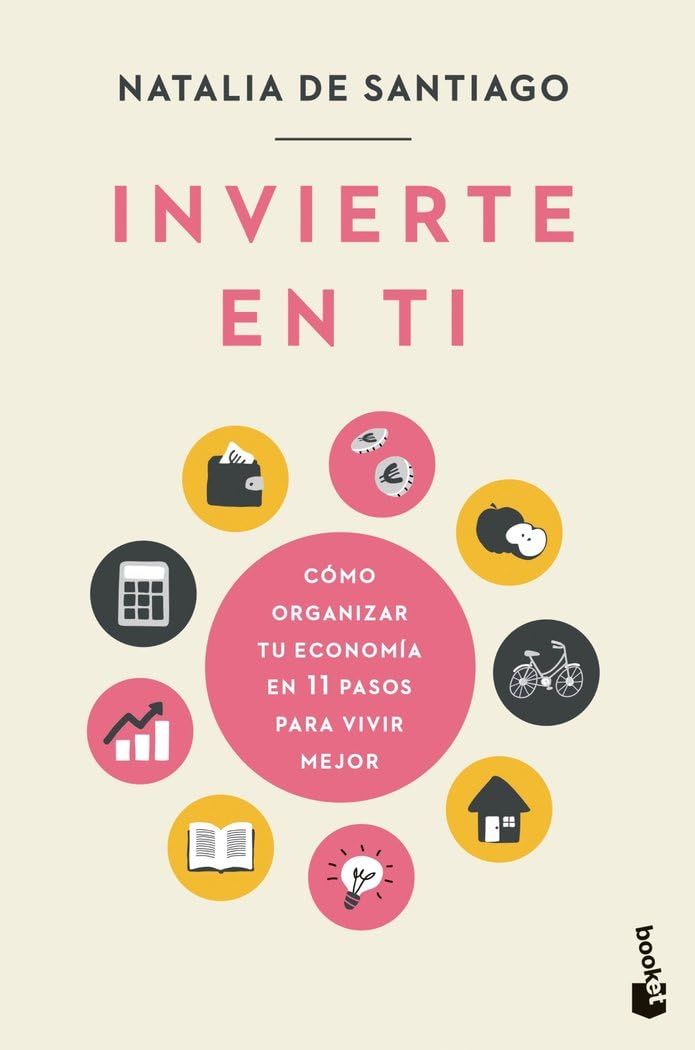 NATALIA DE SANTIAGO
INVIERTE
EN TI
CÓMO
ORGANIZAR
TU ECONOMÍA
EN 11 PASOS
PARA VIVIR
MEJOR
booket